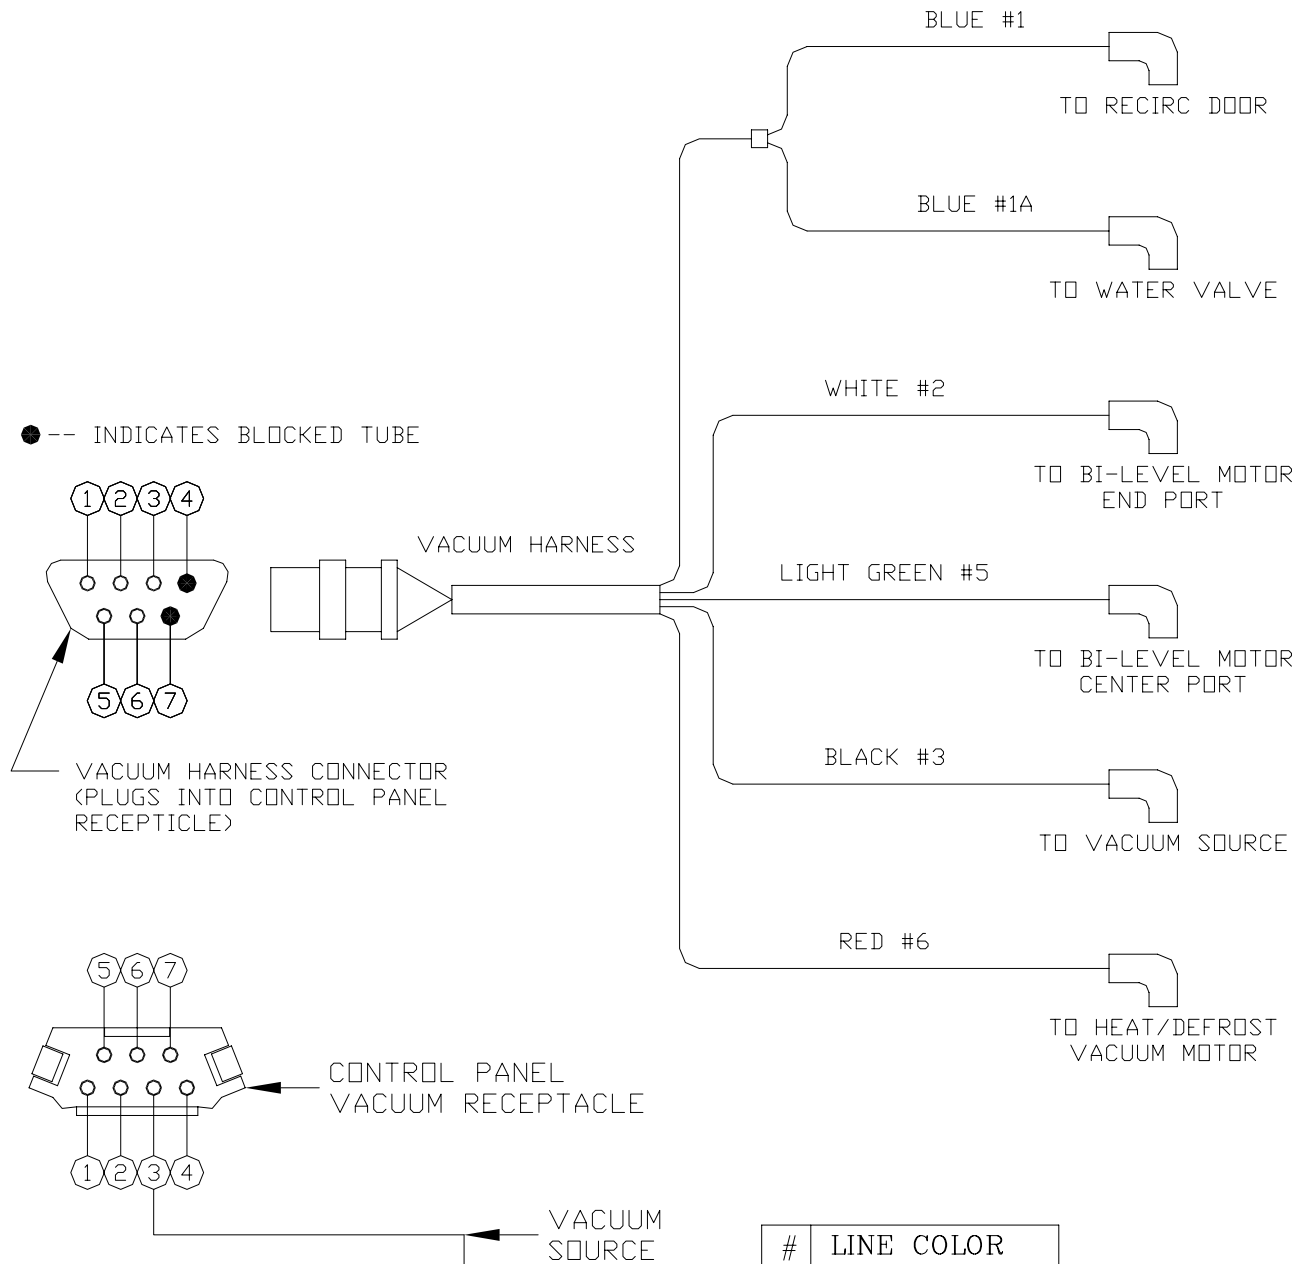 BLUE #1
TO RECIRC DOOR
BLUE #1A
TO WATER VALVE
WHITE #2
TO BI-LEVEL MOTOR
END PORT
-- INDICATES BLOCKED TUBE
1 2 3 4
VACUUM HARNESS
LIGHT GREEN #5
TO BI-LEVEL MOTOR
CENTER PORT
5 6 7
VACUUM HARNESS CONNECTOR
(PLUGS INTO CONTROL PANEL
RECEPTICLE)
BLACK #3
TO VACUUM SOURCE
RED #6
TO HEAT/DEFROST
VACUUM MOTOR
5 6 7
CONTROL PANEL
VACUUM RECEPTACLE
1 2 3 4
VACUUM
SOURCE
# LINE COLOR